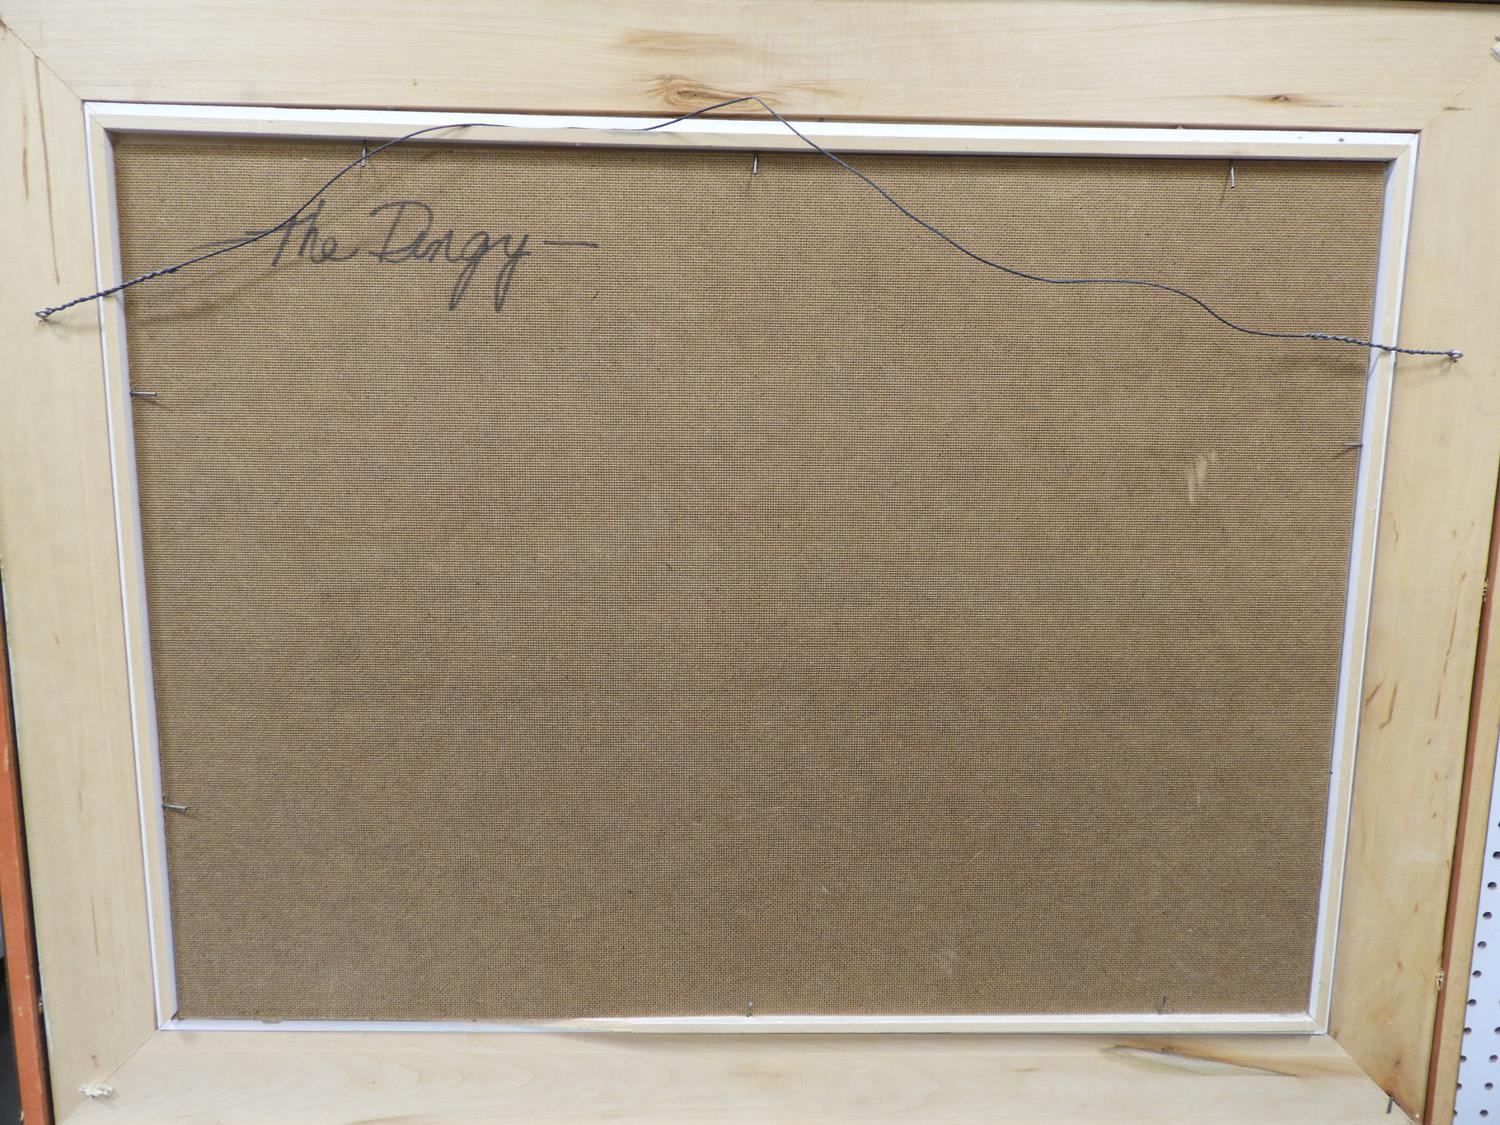 - The Dingy -